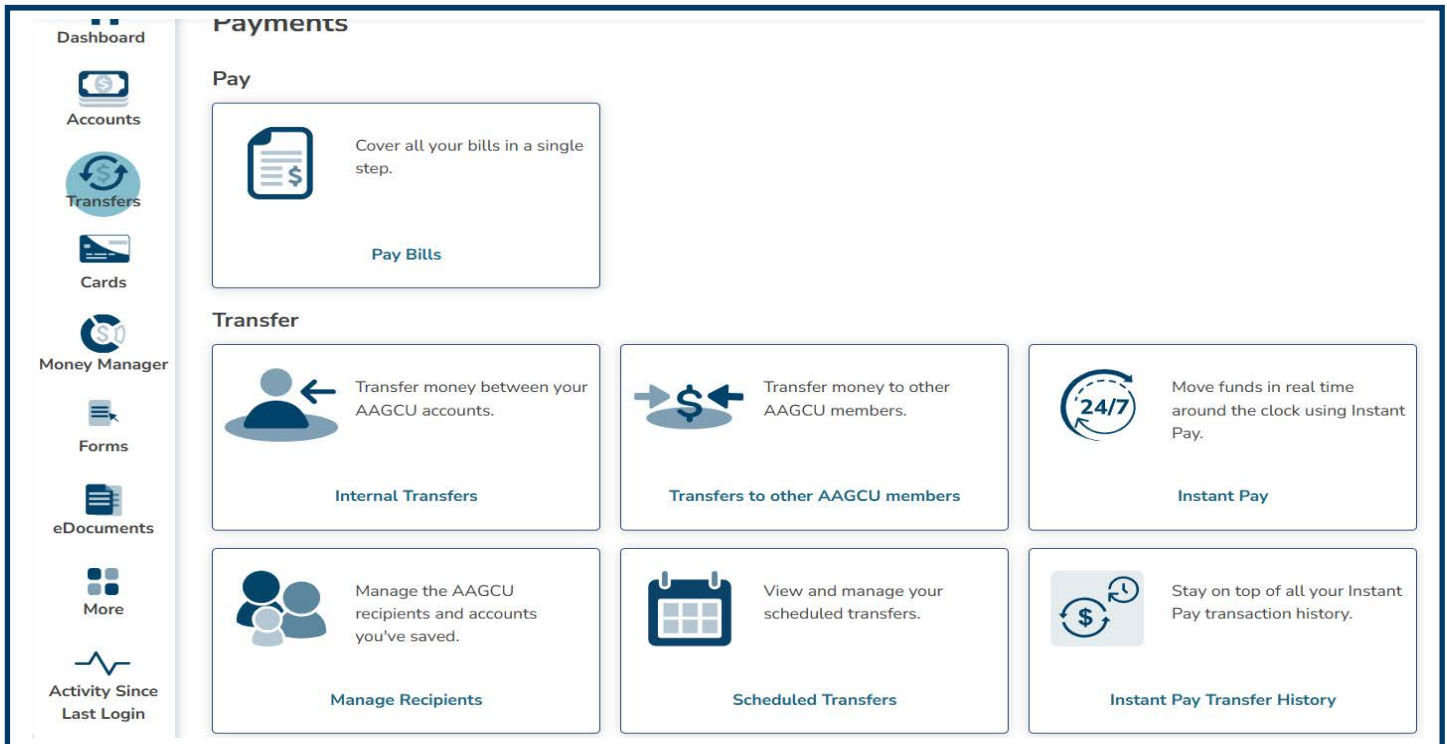 Dashboard
Accounts
Transfers
Cards
Money Manager
Forms
eDocuments
More
Activity Since
Last Login
Payments
Pay
Cover all your bills in a single
step.
Pay Bills
Transfer
Transfer money between your
AAGCU accounts.
Internal Transfers
Transfer money to other
AAGCU members.
Transfers to other AAGCU members
24/7
Move funds in real time
around the clock using Instant
Pay.
Instant Pay
Manage the AAGCU
recipients and accounts
you've saved.
Manage Recipients
View and manage your
scheduled transfers.
Scheduled Transfers
Stay on top of all your Instant
Pay transaction history.
Instant Pay Transfer History